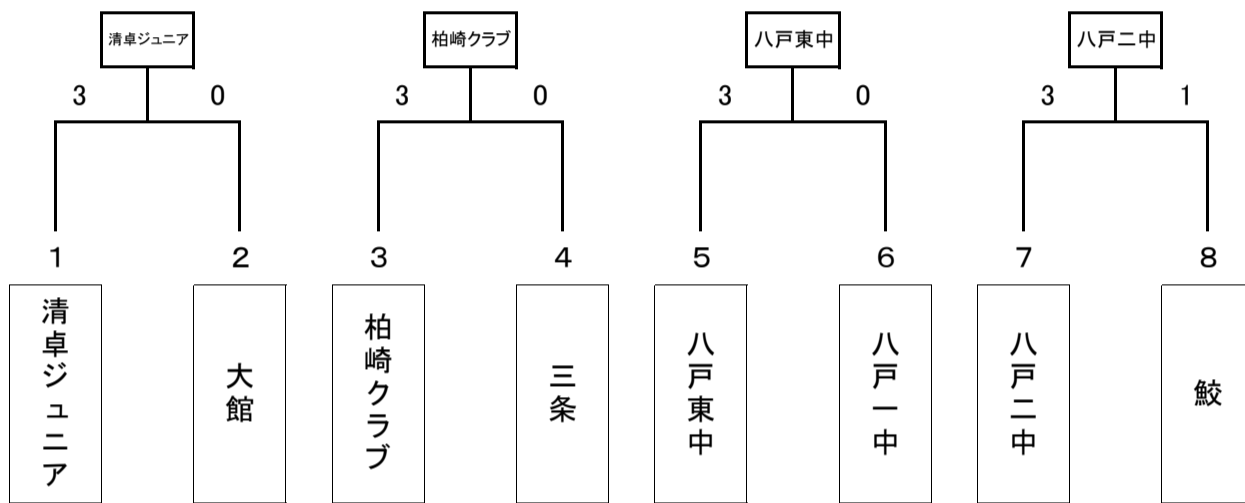 清卓ジュニア
柏崎クラブ
八戸東中
八戸二中
3 0
3 0
3 0
3 1
1 2 3 4 5 6 7 8
清卓ジュニア
大館
柏崎クラブ
三条
八戸東中
八戸一中
八戸二中
鮫